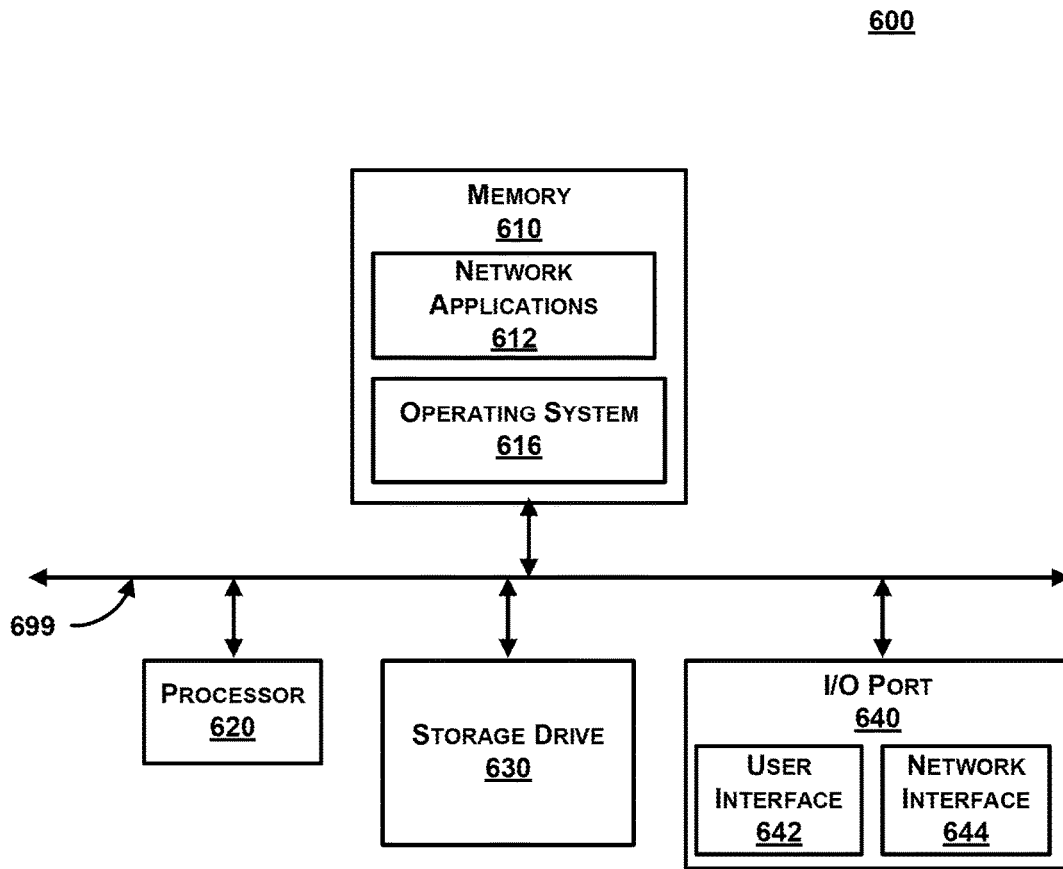 600
MEMORY
610
NETWORK
APPLICATIONS
612
OPERATING SYSTEM
616
699
PROCESSOR
620
STORAGE DRIVE
630
I/O PORT
640
USER
INTERFACE
642
NETWORK
INTERFACE
644